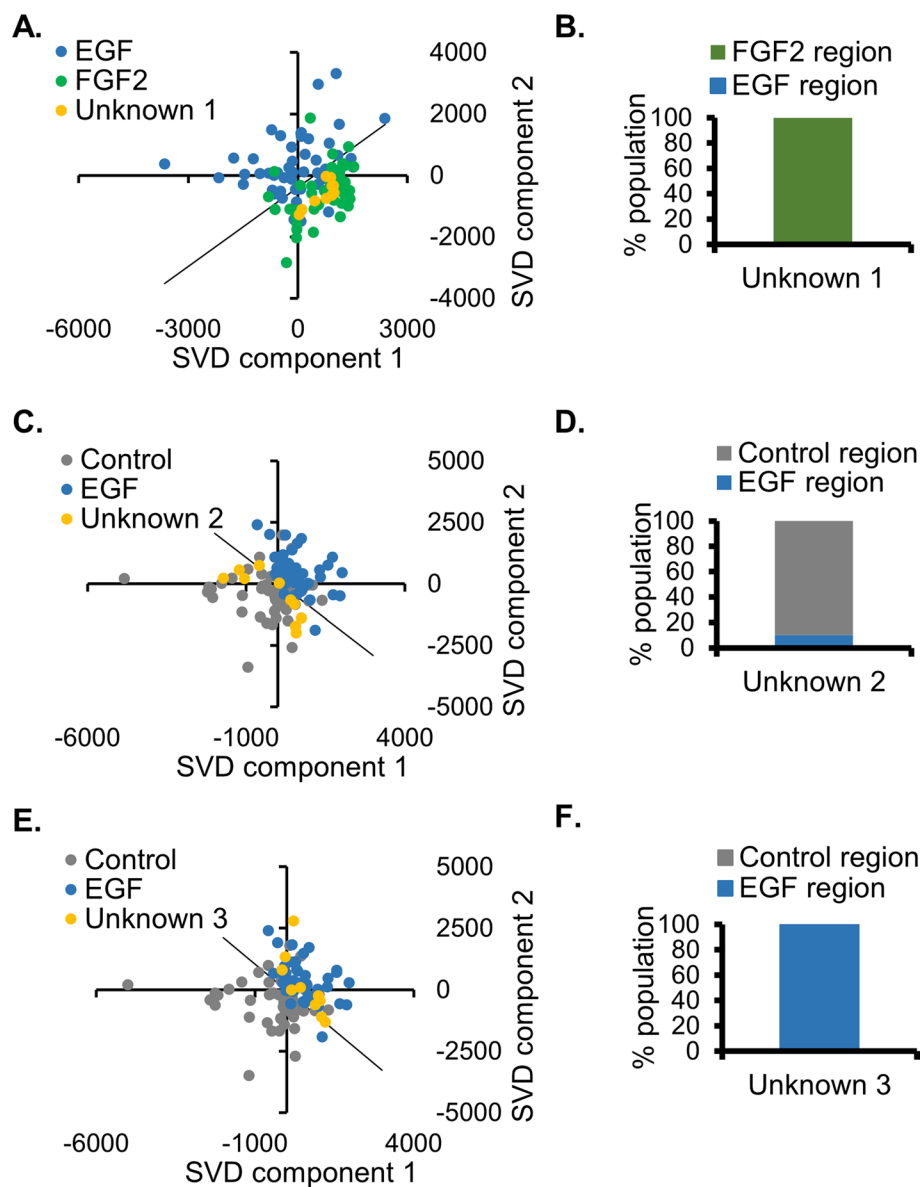 A.
EGF
FGF2
Unknown 1
4000
2000
0
-2000
-4000
SVD component 2
-6000 -3000 0 3000
SVD component 1
B.
FGF2 region
EGF region
100
80
60
40
20
0
% population
Unknown 1
C.
Control
EGF
Unknown 2
5000
2500
0
-2500
-5000
SVD component 2
-6000 -1000 4000
SVD component 1
D.
Control region
EGF region
100
80
60
40
20
0
% population
Unknown 2
E.
Control
EGF
Unknown 3
5000
2500
0
-2500
-5000
SVD component 2
-6000 -1000 4000
SVD component 1
F.
Control region
EGF region
100
80
60
40
20
0
% population
Unknown 3